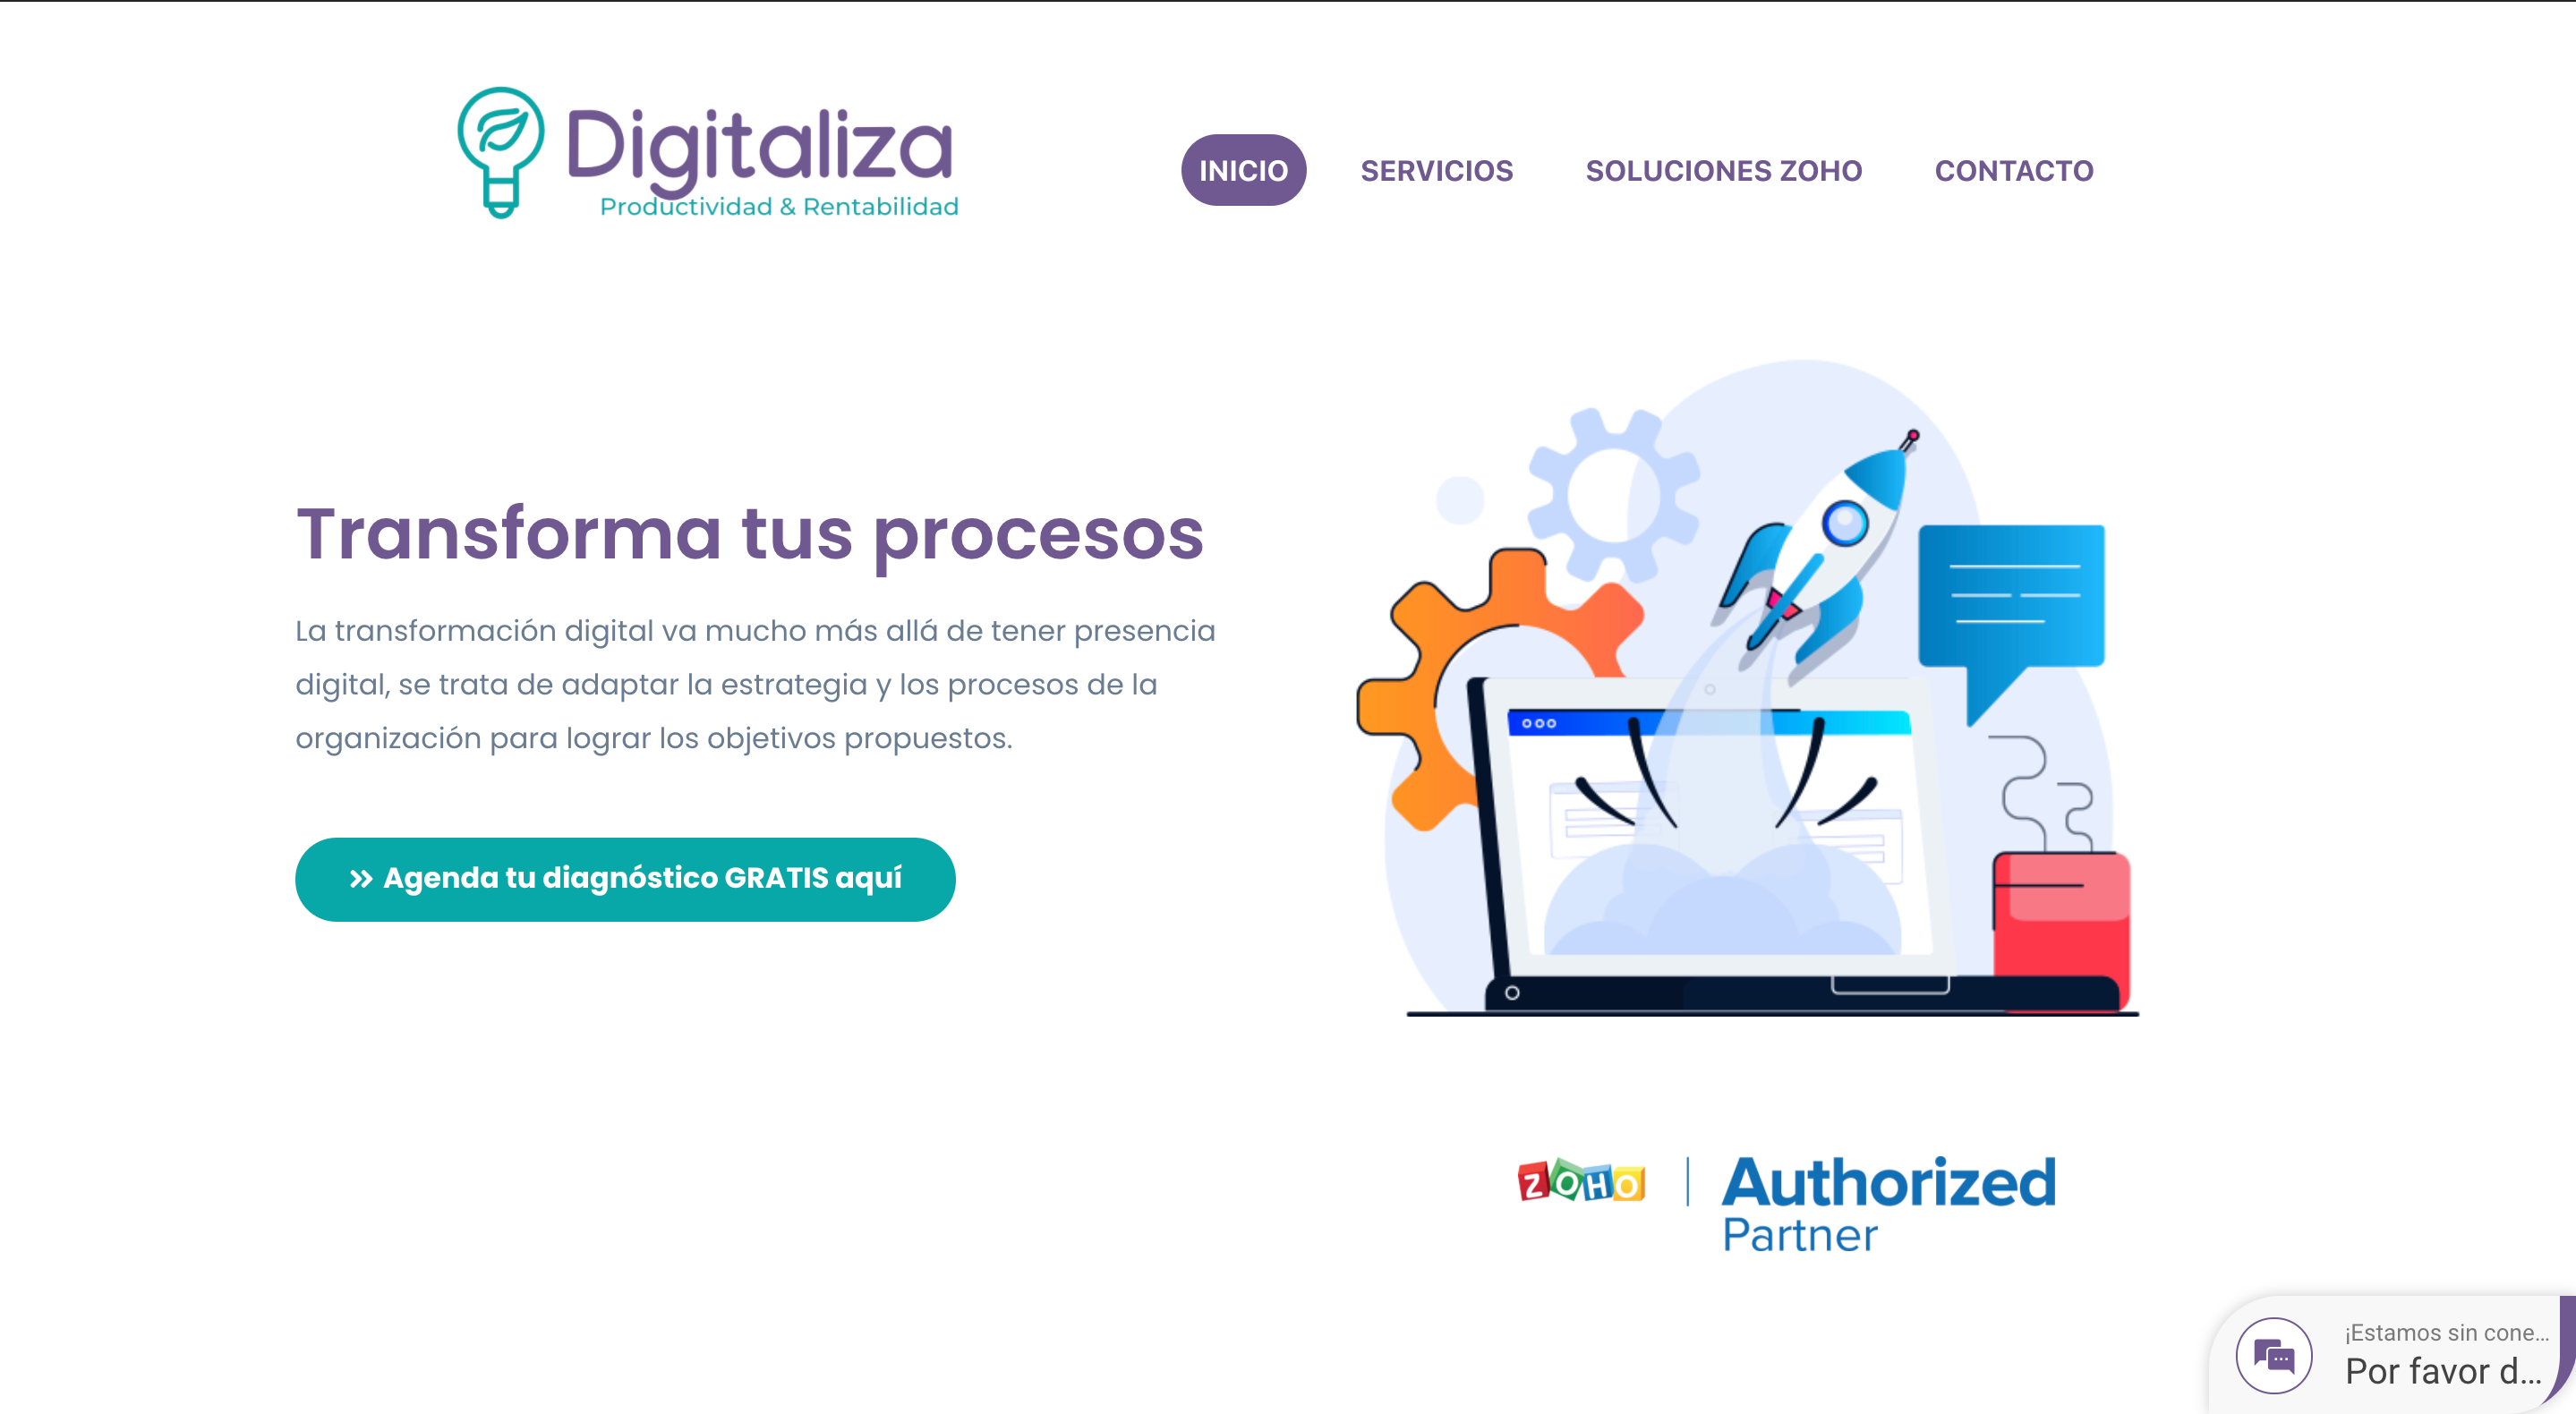 Digitaliza
Productividad & Rentabilidad
INICIO
SERVICIOS
SOLUCIONES ZOHO
CONTACTO
Transforma tus procesos
La transformación digital va mucho más allá de tener presencia
digital, se trata de adaptar la estrategia y los procesos de la
organización para lograr los objetivos propuestos.
Agenda tu diagnóstico GRATIS aquí
ZOHO
Authorized
Partner
¡Estamos sin cone...
Por favor d...